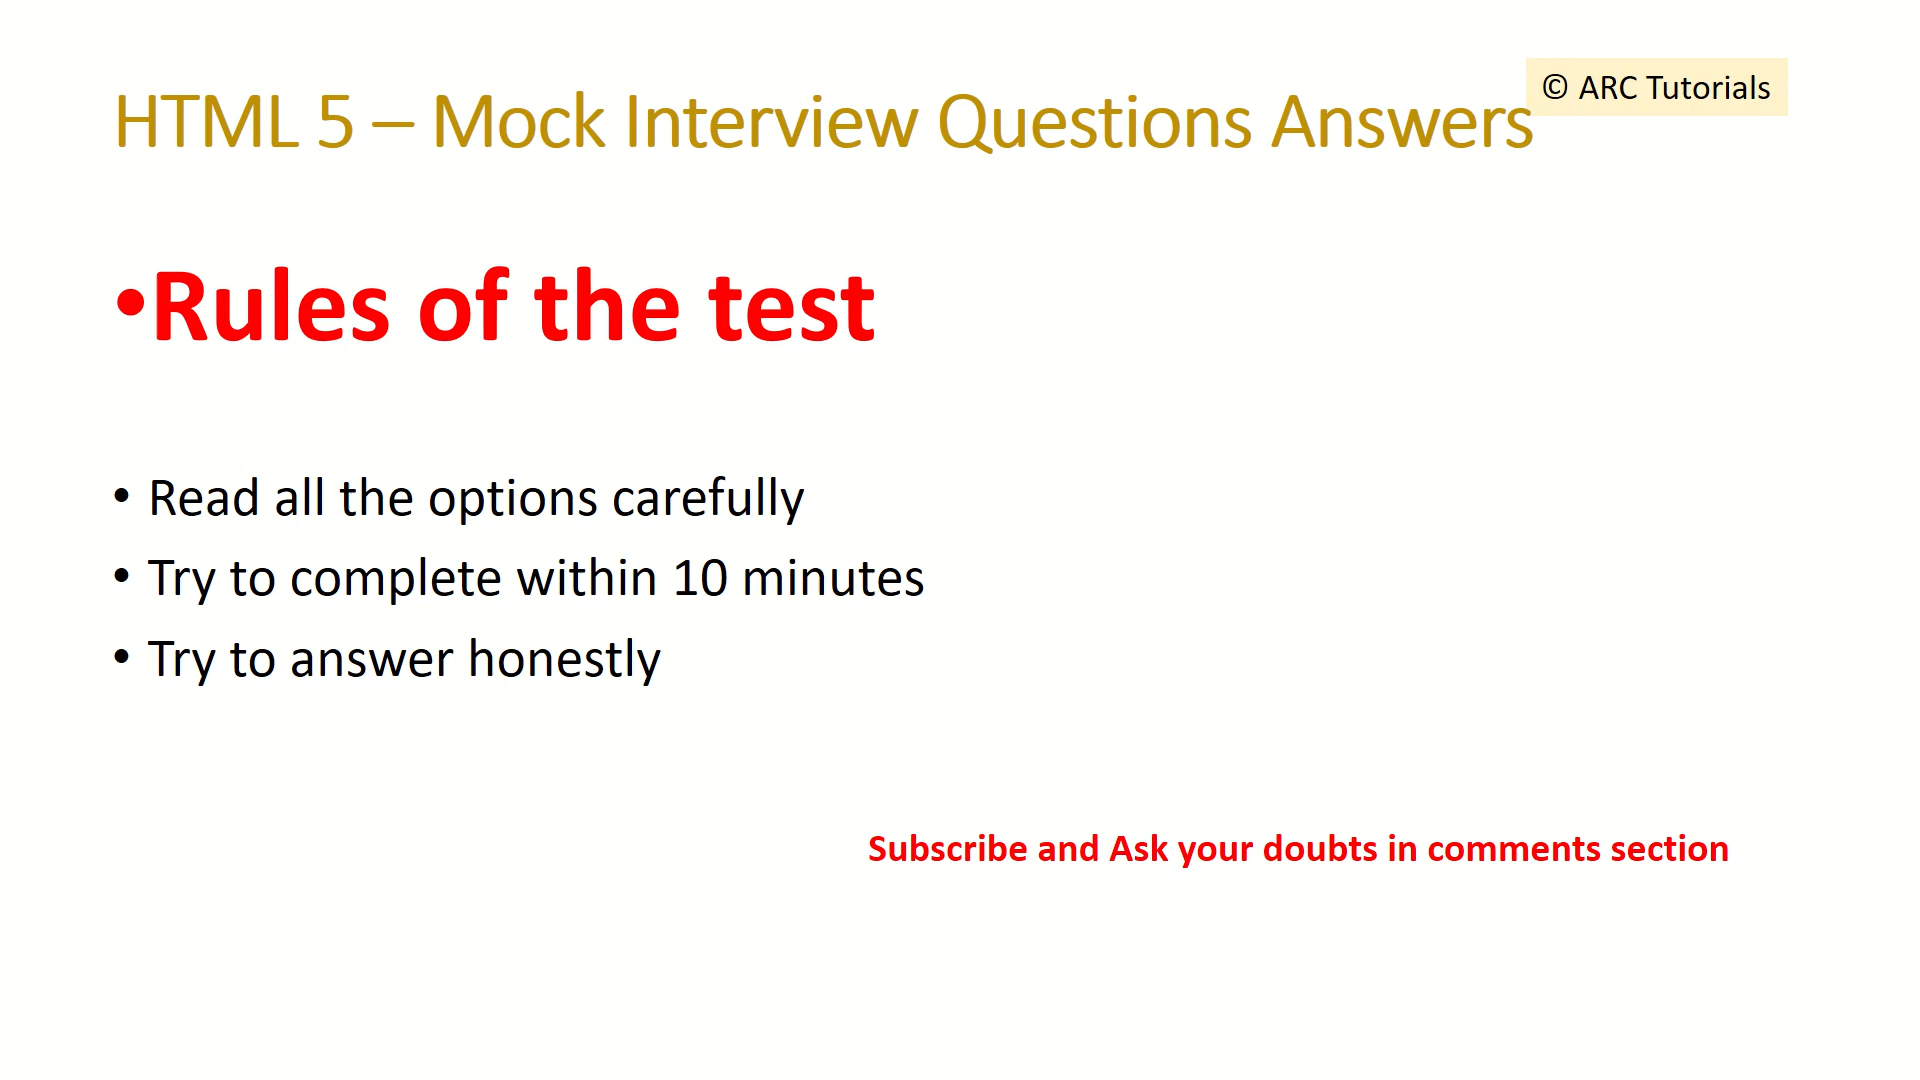 © ARC Tutorials
HTML 5 – Mock Interview Questions Answers
•Rules of the test
• Read all the options carefully
• Try to complete within 10 minutes
• Try to answer honestly
Subscribe and Ask your doubts in comments section